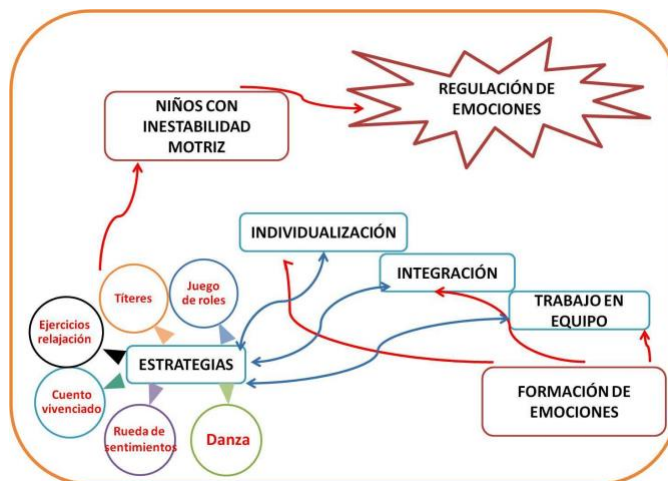 REGULACIÓN DE
EMOCIONES
NIÑOS CON
INESTABILIDAD
MOTRIZ
INDIVIDUALIZACIÓN
INTEGRACIÓN
TRABAJO EN
EQUIPO
Títeres
Juego
de roles
Ejercicios
relajación
ESTRATEGIAS
Cuento
vivenciado
Rueda de
sentimientos
Danza
FORMACIÓN DE
EMOCIONES